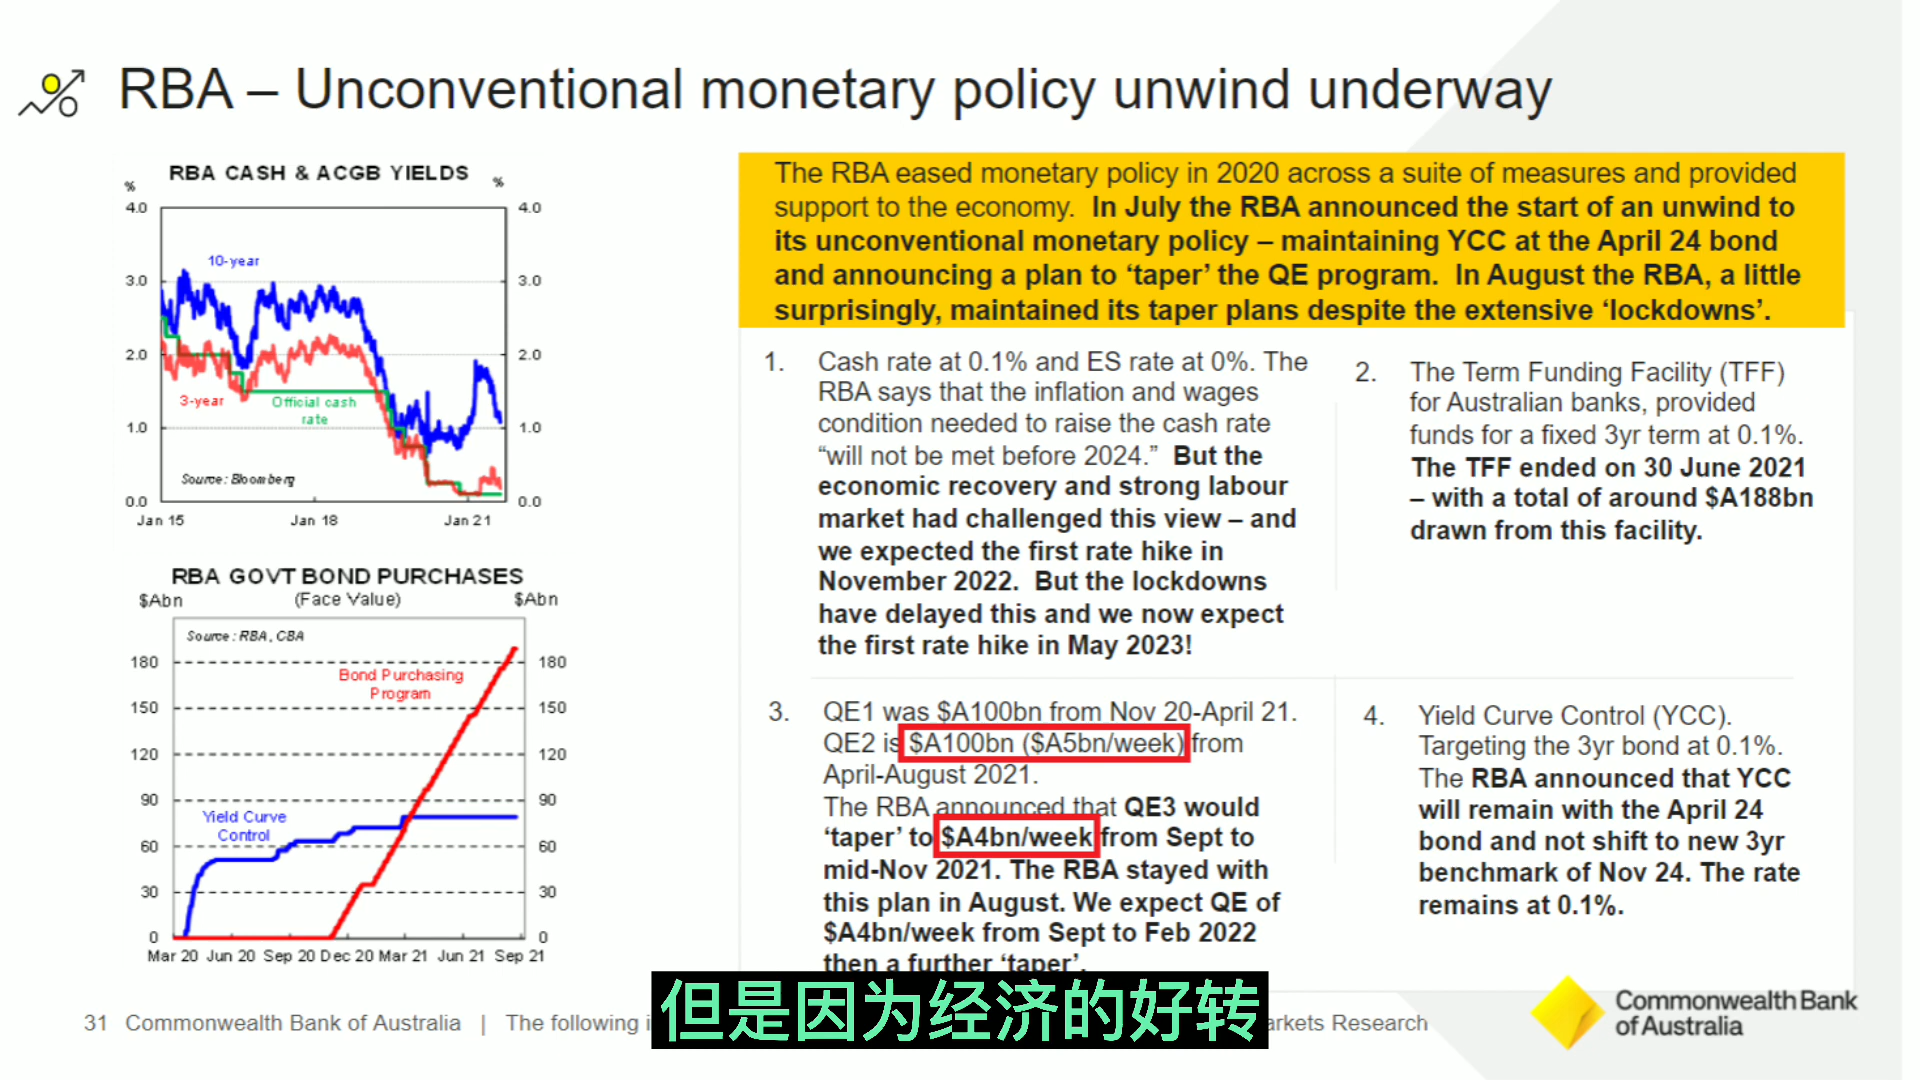 RBA – Unconventional monetary policy unwind underway
RBA CASH & ACGB YIELDS
% %
4.0 4.0
10-year
3.0 3.0
2.0 2.0
3-year
Official cash
rate
1.0 1.0
Source: Bloomberg
0.0 0.0
Jan 15 Jan 18 Jan 21
RBA GOVT BOND PURCHASES
$Abn (Face Value) $Abn
Source: RBA, CBA
180 180
Bond Purchasing
Program
150 150
120 120
90 90
Yield Curve
Control
60 60
30 30
0 0
Mar 20 Jun 20 Sep 20 Dec 20 Mar 21 Jun 21 Sep 21
The RBA eased monetary policy in 2020 across a suite of measures and provided
support to the economy. In July the RBA announced the start of an unwind to
its unconventional monetary policy – maintaining YCC at the April 24 bond
and announcing a plan to ‘taper’ the QE program. In August the RBA, a little
surprisingly, maintained its taper plans despite the extensive ‘lockdowns’.
1. Cash rate at 0.1% and ES rate at 0%. The
RBA says that the inflation and wages
condition needed to raise the cash rate
“will not be met before 2024.” But the
economic recovery and strong labour
market had challenged this view – and
we expected the first rate hike in
November 2022. But the lockdowns
have delayed this and we now expect
the first rate hike in May 2023!
2. The Term Funding Facility (TFF)
for Australian banks, provided
funds for a fixed 3yr term at 0.1%.
The TFF ended on 30 June 2021
– with a total of around $A188bn
drawn from this facility.
3. QE1 was $A100bn from Nov 20-April 21.
QE2 is $A100bn ($A5bn/week) from
April-August 2021.
The RBA announced that QE3 would
‘taper’ to $A4bn/week from Sept to
mid-Nov 2021. The RBA stayed with
this plan in August. We expect QE of
$A4bn/week from Sept to Feb 2022
then a further ‘taper’.
4. Yield Curve Control (YCC).
Targeting the 3yr bond at 0.1%.
The RBA announced that YCC
will remain with the April 24
bond and not shift to new 3yr
benchmark of Nov 24. The rate
remains at 0.1%.
但是因为经济的好转
31 Commonwealth Bank of Australia | The following
Research
Commonwealth Bank
of Australia